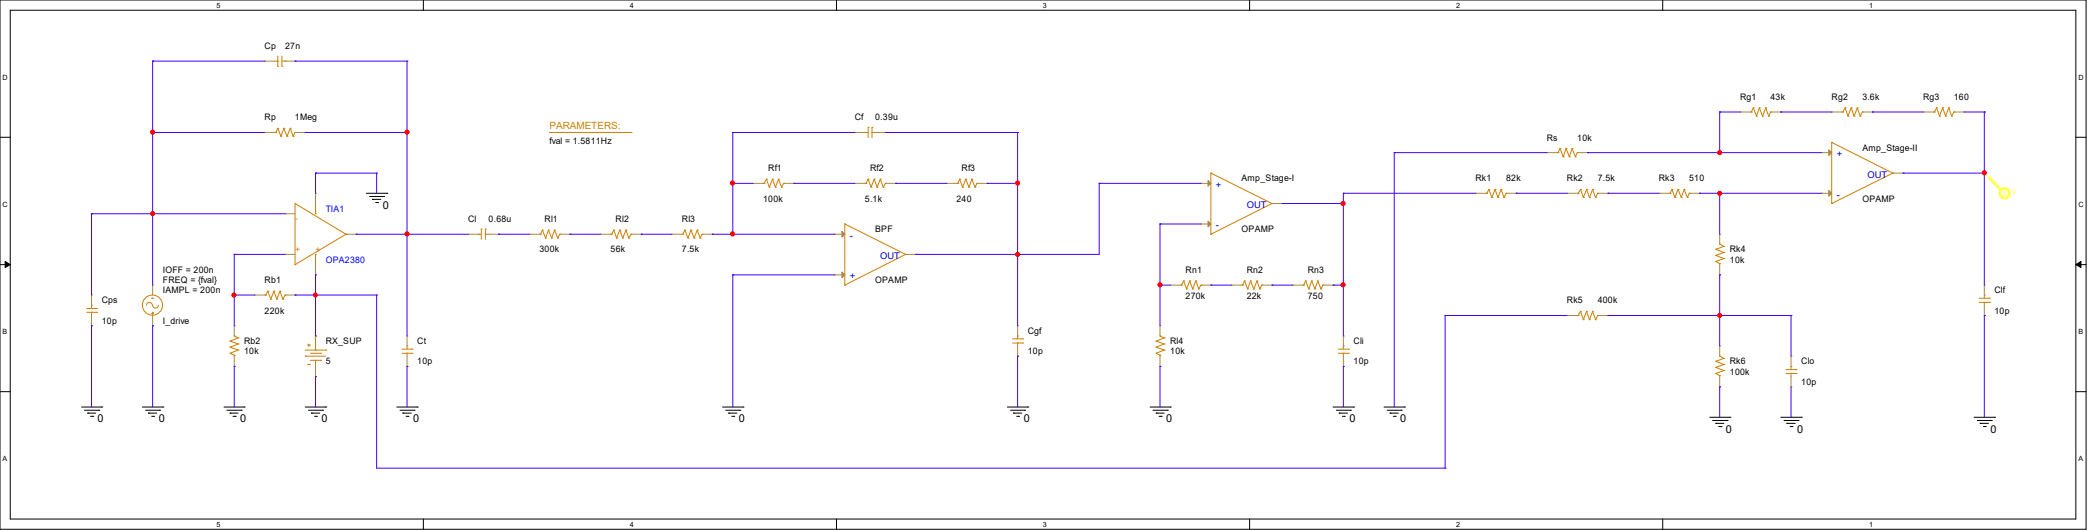 5 4 3 2 1
D D
C C
B B
A A
Cp 27n
Rp 1Meg
TIA1
0
-
+ +
OPA2380
IOFF = 200n
FREQ = {fval}
IAMPL = 200n
I_drive
Cps
10p
Rb1
220k
Rb2
10k
RX_SUP
5
Ct
10p
0 0 0 0 0
PARAMETERS:
fval = 1.5811Hz
Cl 0.68u
Rl1
300k
Rl2
56k
Rl3
7.5k
Cf 0.39u
Rf1
100k
Rf2
5.1k
Rf3
240
BPF
-
OUT
+
OPAMP
Cgf
10p
0 0
Amp_Stage-I
+
OUT
-
OPAMP
Rn1
270k
Rn2
22k
Rn3
750
Rl4
10k
Cli
10p
0 0 0
Rg1 43k
Rg2 3.6k
Rg3 160
Rs 10k
Rk1 82k
Rk2 7.5k
Rk3 510
Amp_Stage-II
+
OUT
-
OPAMP
Rk4
10k
Rk5 400k
Rk6
100k
Clo
10p
Clf
10p
0 0 0
5 4 3 2 1